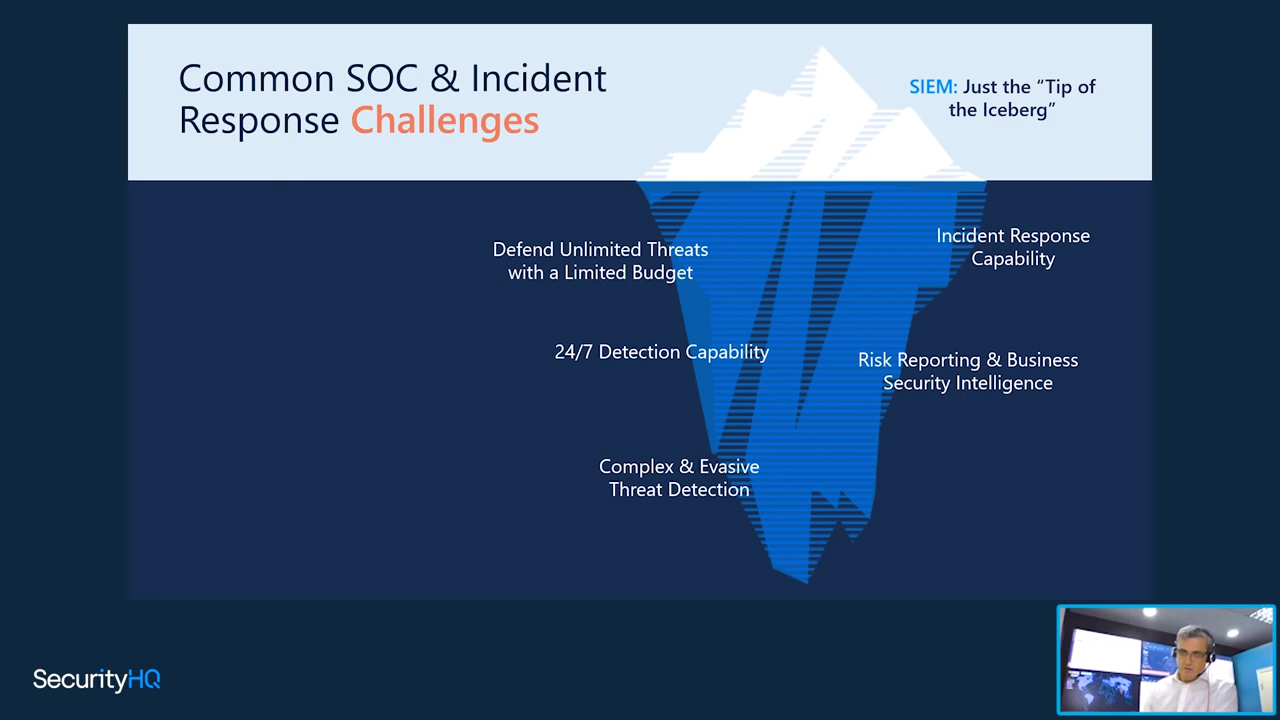 Common SOC & Incident
Response Challenges
SIEM: Just the “Tip of
the Iceberg”
Defend Unlimited Threats
with a Limited Budget
Incident Response
Capability
24/7 Detection Capability
Risk Reporting & Business
Security Intelligence
Complex & Evasive
Threat Detection
SecurityHQ